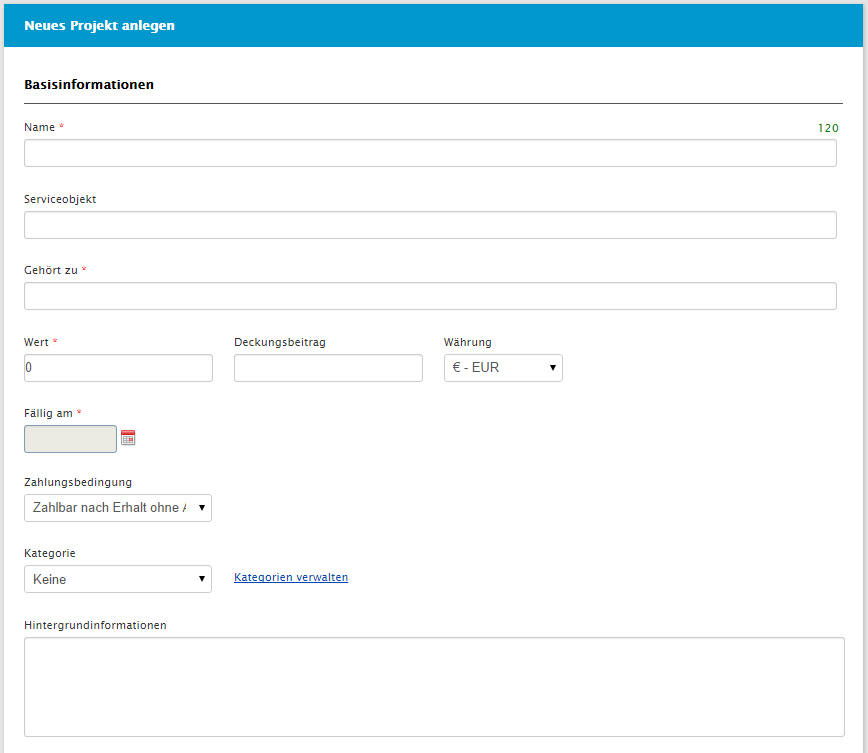 Neues Projekt anlegen
Basisinformationen
Name * 120
Serviceobjekt
Gehört zu *
Wert * Deckungsbeitrag Währung
0 € - EUR
Fällig am *
Zahlungsbedingung
Zahlbar nach Erhalt ohne
Kategorie
Keine Kategorien verwalten
Hintergrundinformationen